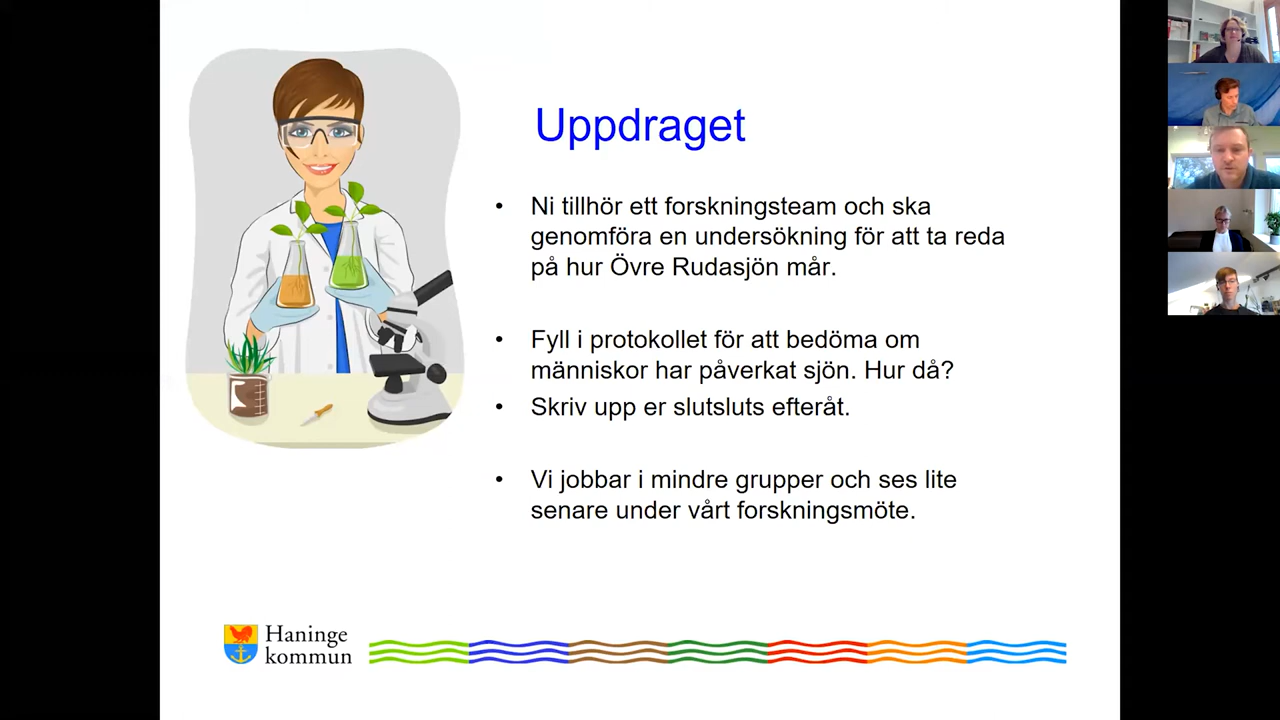 Uppdraget
• Ni tillhör ett forskningsteam och ska
genomföra en undersökning för att ta reda
på hur Övre Rudasjön mår.
• Fyll i protokollet för att bedöma om
människor har påverkat sjön. Hur då?
• Skriv upp er slutsluts efteråt.
• Vi jobbar i mindre grupper och ses lite
senare under vårt forskningsmöte.
Haninge
kommun